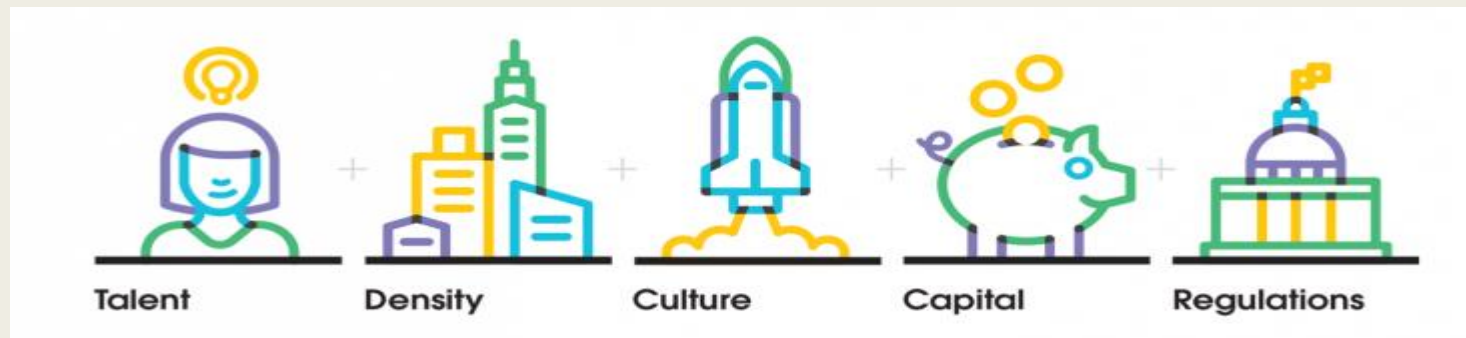 Talent + Density + Culture + Capital + Regulations